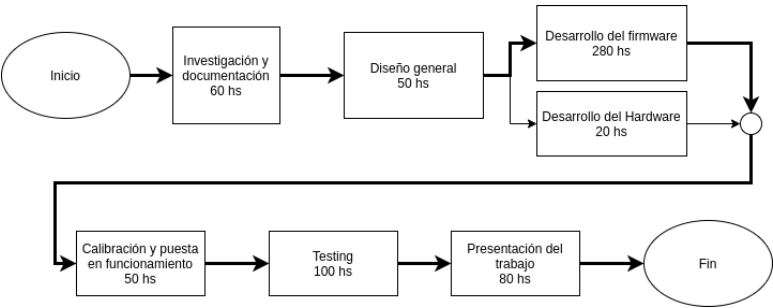 Inicio
Investigación y
documentación
60 hs
Diseño general
50 hs
Desarrollo del firmware
280 hs
Desarrollo del Hardware
20 hs
Calibración y puesta
en funcionamiento
50 hs
Testing
100 hs
Presentación del
trabajo
80 hs
Fin